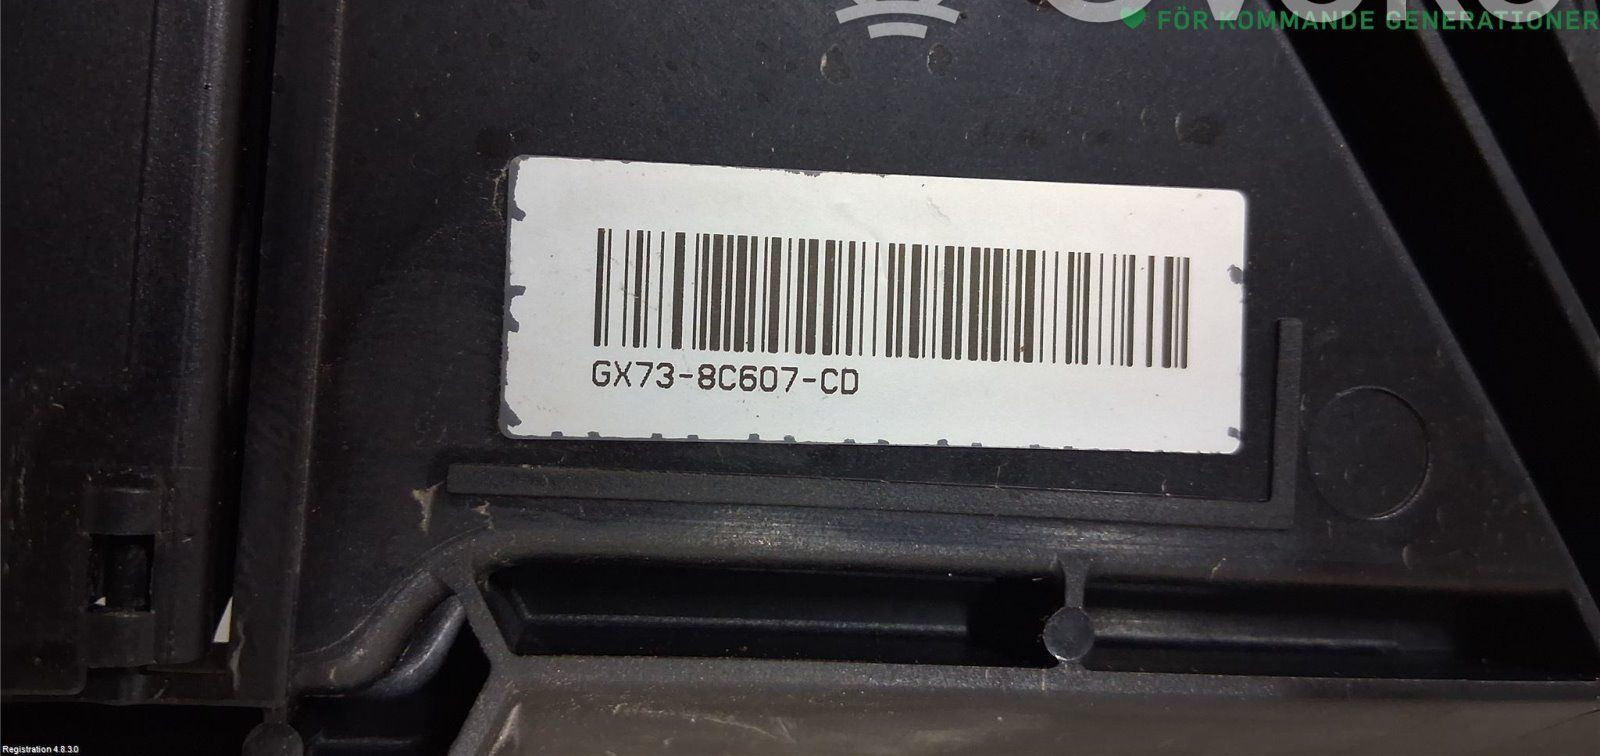 FÖR KOMMANDE GENERATIONER
GX73-8C607-CD
Registration 4.8.3.0